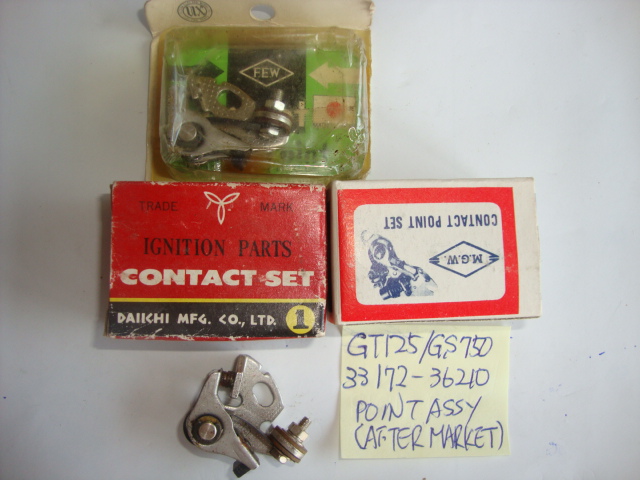 F.E.W
TRADE MARK
IGNITION PARTS
CONTACT SET
DAIICHI MFG. CO., LTD. 1
CONTACT POINT SET
M.G.W.
GT125/GS750
33172-36210
POINT ASSY
(AFTER MARKET)